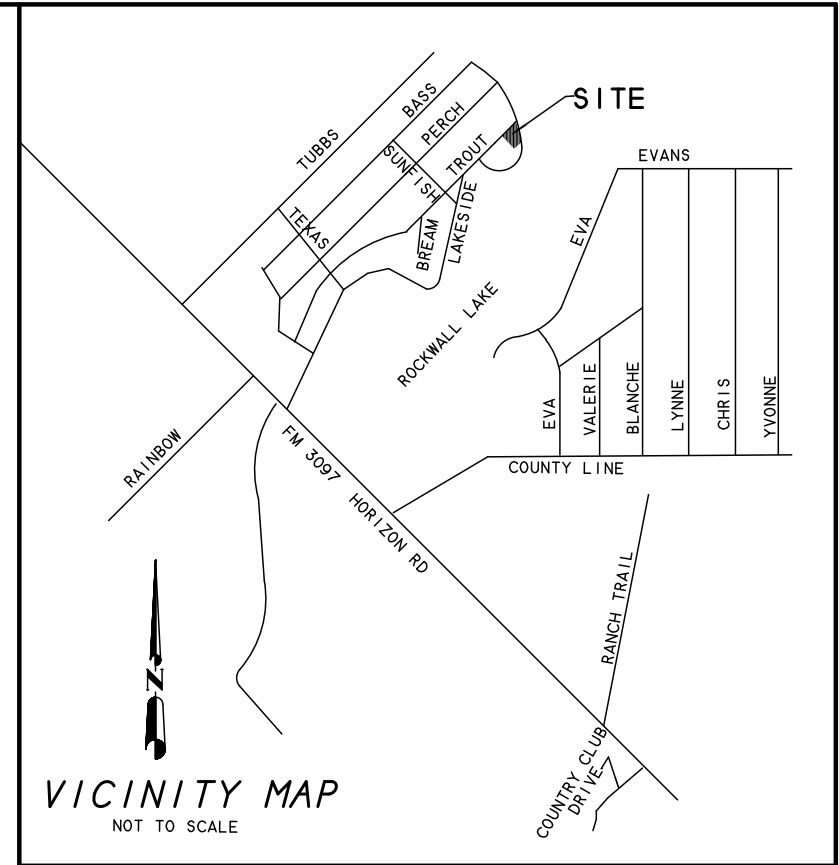 SITE
BASS
TUBBS
PERCH
SUNFISH
TROUT
EVANS
TEXAS
LAKESIDE
BREAM
EVA
ROCKWALL LAKE
EVA
VALERIE
BLANCHE
LYNNE
CHRIS
YVONNE
RAINBOW
FM 3097 HORIZON RD
COUNTY LINE
RANCH TRAIL
N
COUNTRY CLUB
DRIVE
VICINITY MAP
NOT TO SCALE